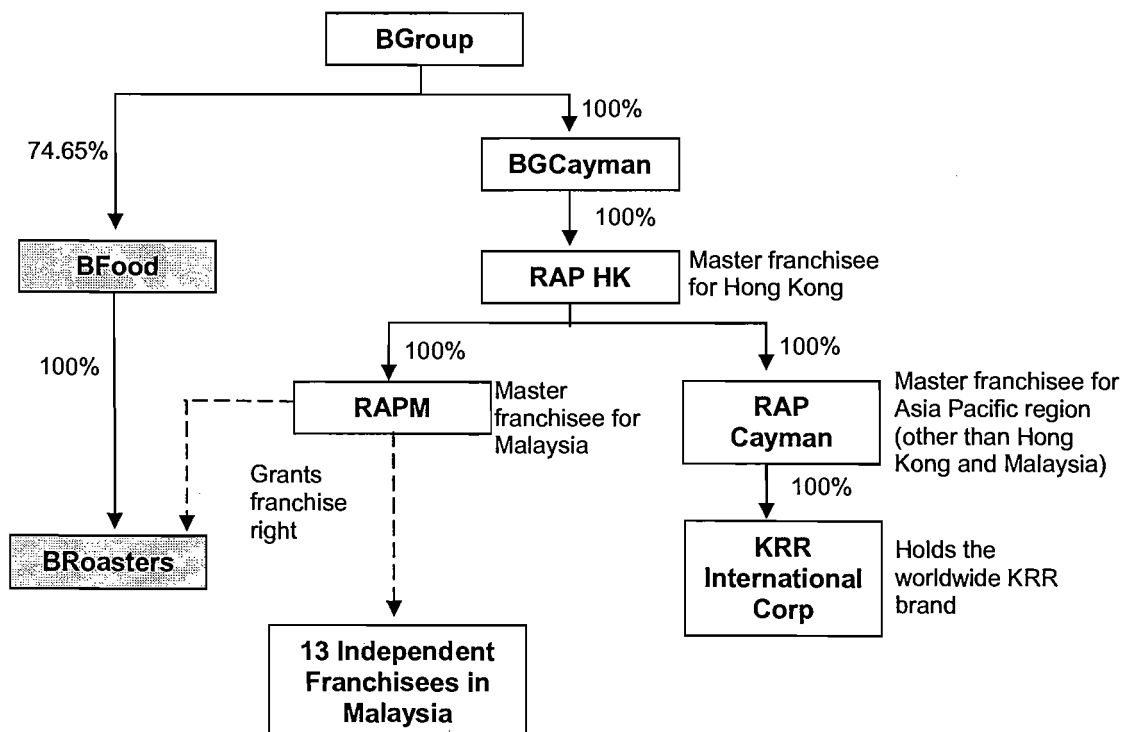 BGroup
100%
74.65%
BGCayman
100%
BFood
RAP HK
Master franchisee
for Hong Kong
100%
100%
100%
RAPM
Master
franchisee for
Malaysia
RAP
Cayman
Master franchisee for
Asia Pacific region
(other than Hong
Kong and Malaysia)
Grants
franchise
right
100%
BRoasters
KRR
International
Corp
Holds the
worldwide KRR
brand
13 Independent
Franchisees in
Malaysia